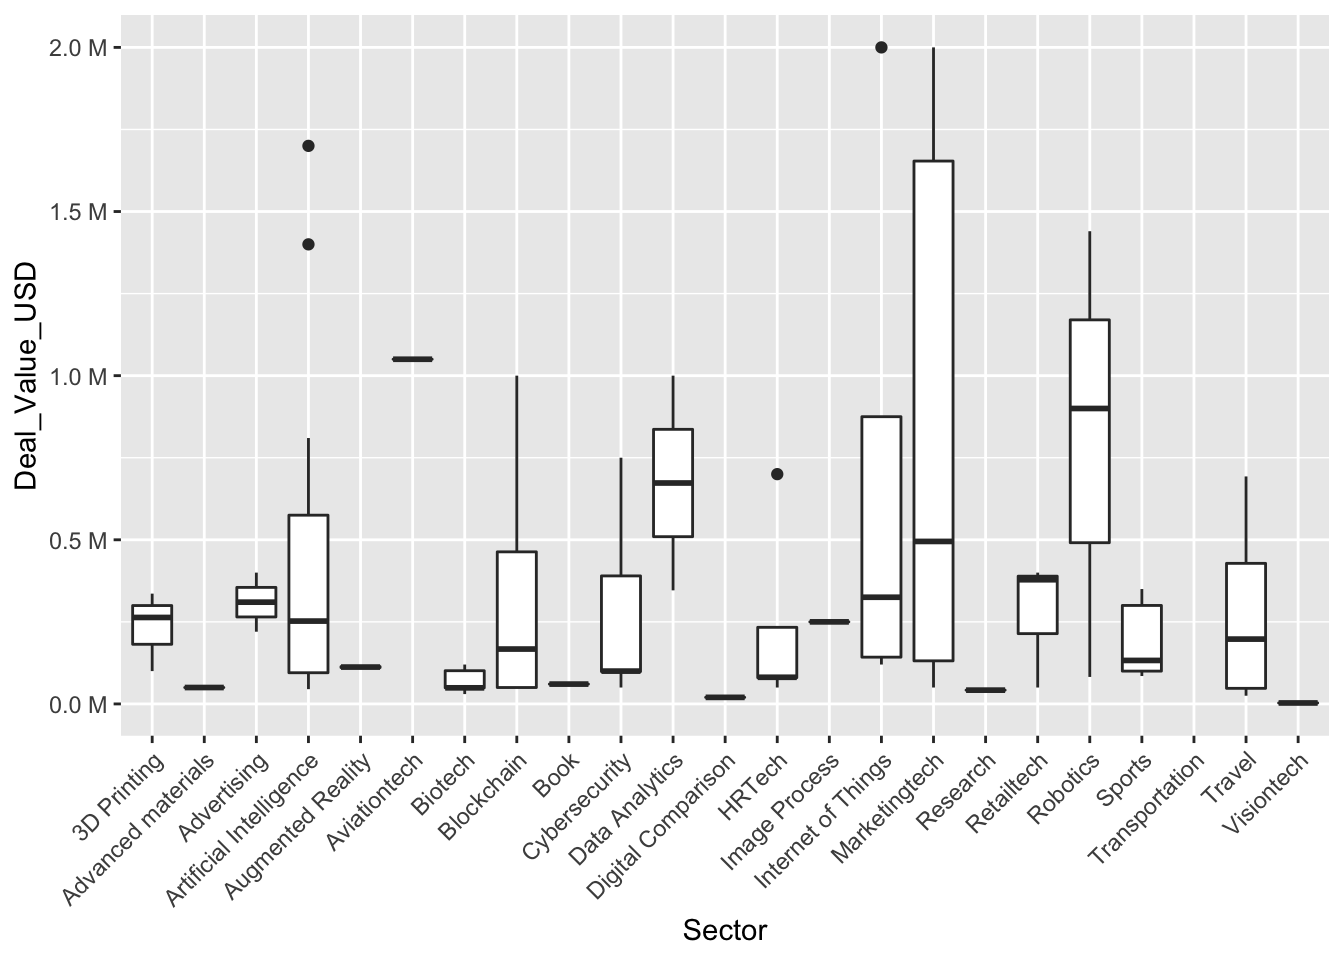 2.0 M
1.5 M
1.0 M
0.5 M
0.0 M
Deal_Value_USD
3D Printing
Advanced materials
Advertising
Artificial Intelligence
Augmented Reality
Aviationtech
Biotech
Blockchain
Book
Cybersecurity
Data Analytics
Digital Comparison
HRTech
Image Process
Internet of Things
Marketingtech
Research
Retailtech
Robotics
Sports
Transportation
Travel
Visiontech
Sector